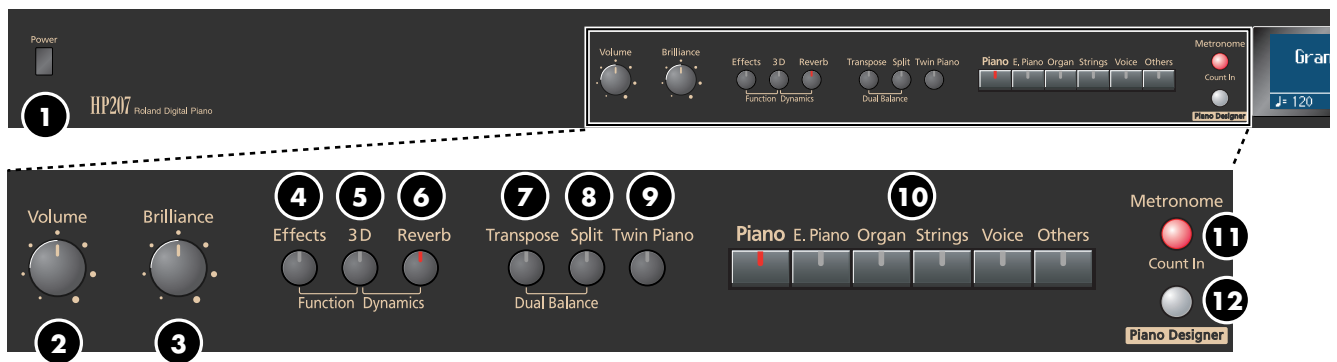 Power
1
HP207 Roland Digital Piano
Volume
Brilliance
Effects 3D Reverb
Function Dynamics
Transpose Split Twin Piano
Dual Balance
Piano E. Piano Organ Strings Voice Others
Metronome
Count In
Piano Designer
Gran
♩= 120
4 5 6 7 8 9 10
Volume
Brilliance
Effects 3D Reverb
Function Dynamics
Transpose Split Twin Piano
Dual Balance
Piano E. Piano Organ Strings Voice Others
Metronome
11
Count In
12
Piano Designer
2 3